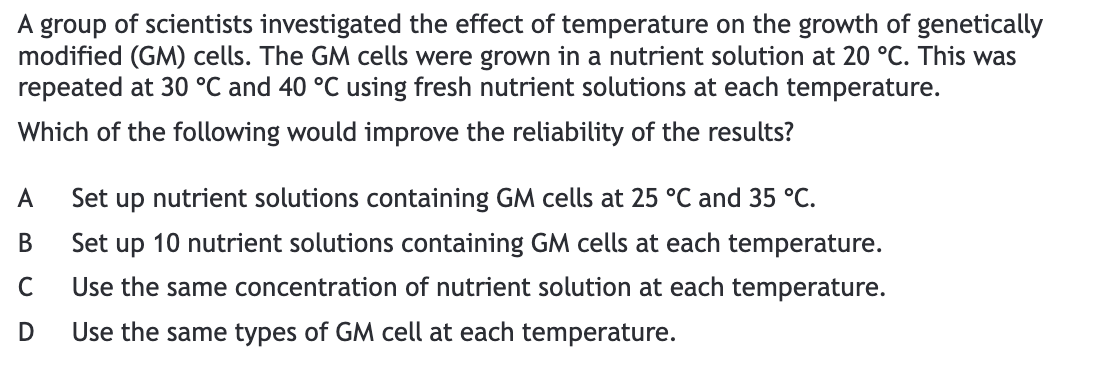 A group of scientists investigated the effect of temperature on the growth of genetically
modified (GM) cells. The GM cells were grown in a nutrient solution at 20 °C. This was
repeated at 30 °C and 40 °C using fresh nutrient solutions at each temperature.
Which of the following would improve the reliability of the results?
A Set up nutrient solutions containing GM cells at 25 °C and 35 °C.
B Set up 10 nutrient solutions containing GM cells at each temperature.
C Use the same concentration of nutrient solution at each temperature.
D Use the same types of GM cell at each temperature.